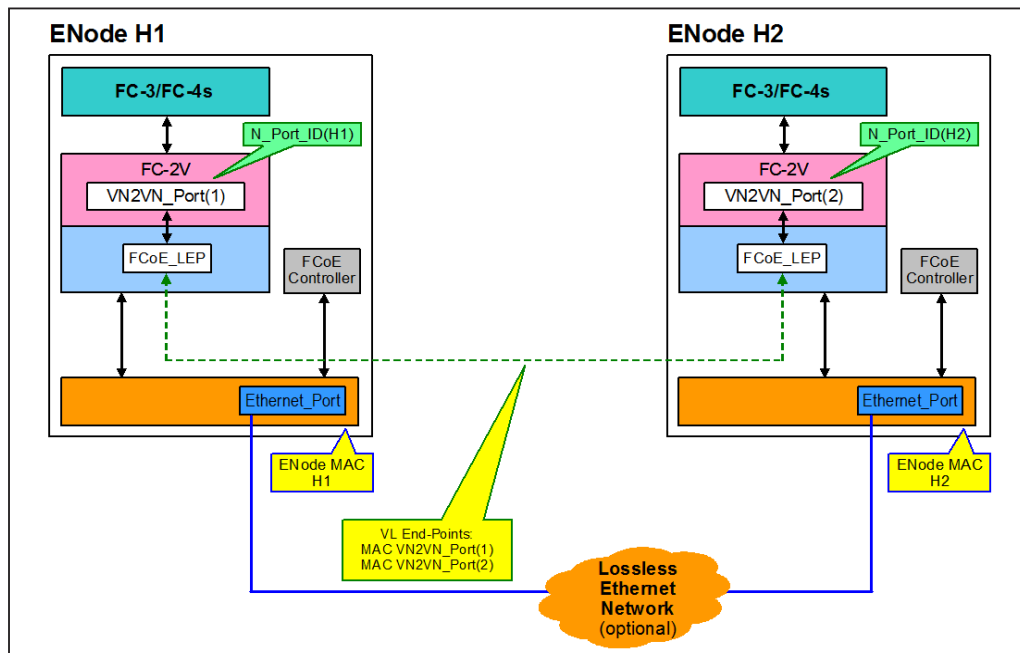 ENode H1
FC-3/FC-4s
N_Port_ID(H1)
FC-2V
VN2VN_Port(1)
FCoE_LEP
FCoE
Controller
Ethernet_Port
ENode MAC
H1
ENode H2
FC-3/FC-4s
N_Port_ID(H2)
FC-2V
VN2VN_Port(2)
FCoE_LEP
FCoE
Controller
Ethernet_Port
ENode MAC
H2
VL End-Points:
MAC VN2VN_Port(1)
MAC VN2VN_Port(2)
Lossless
Ethernet
Network
(optional)